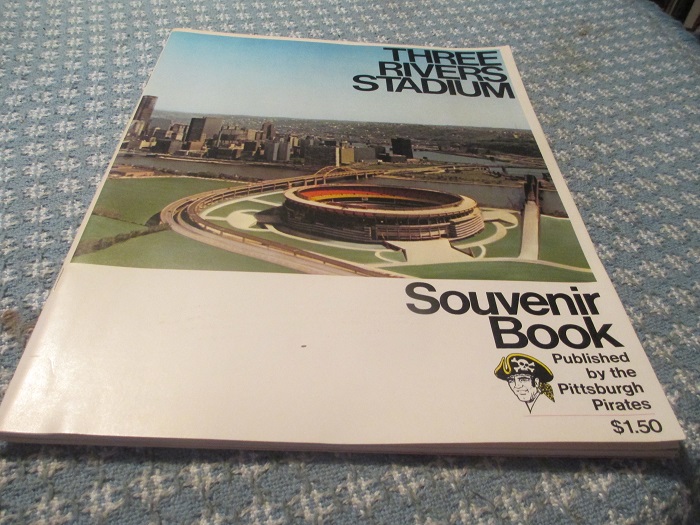 THREE
RIVERS
STADIUM
Souvenir
Book
Published
by the
Pittsburgh
Pirates
$1.50